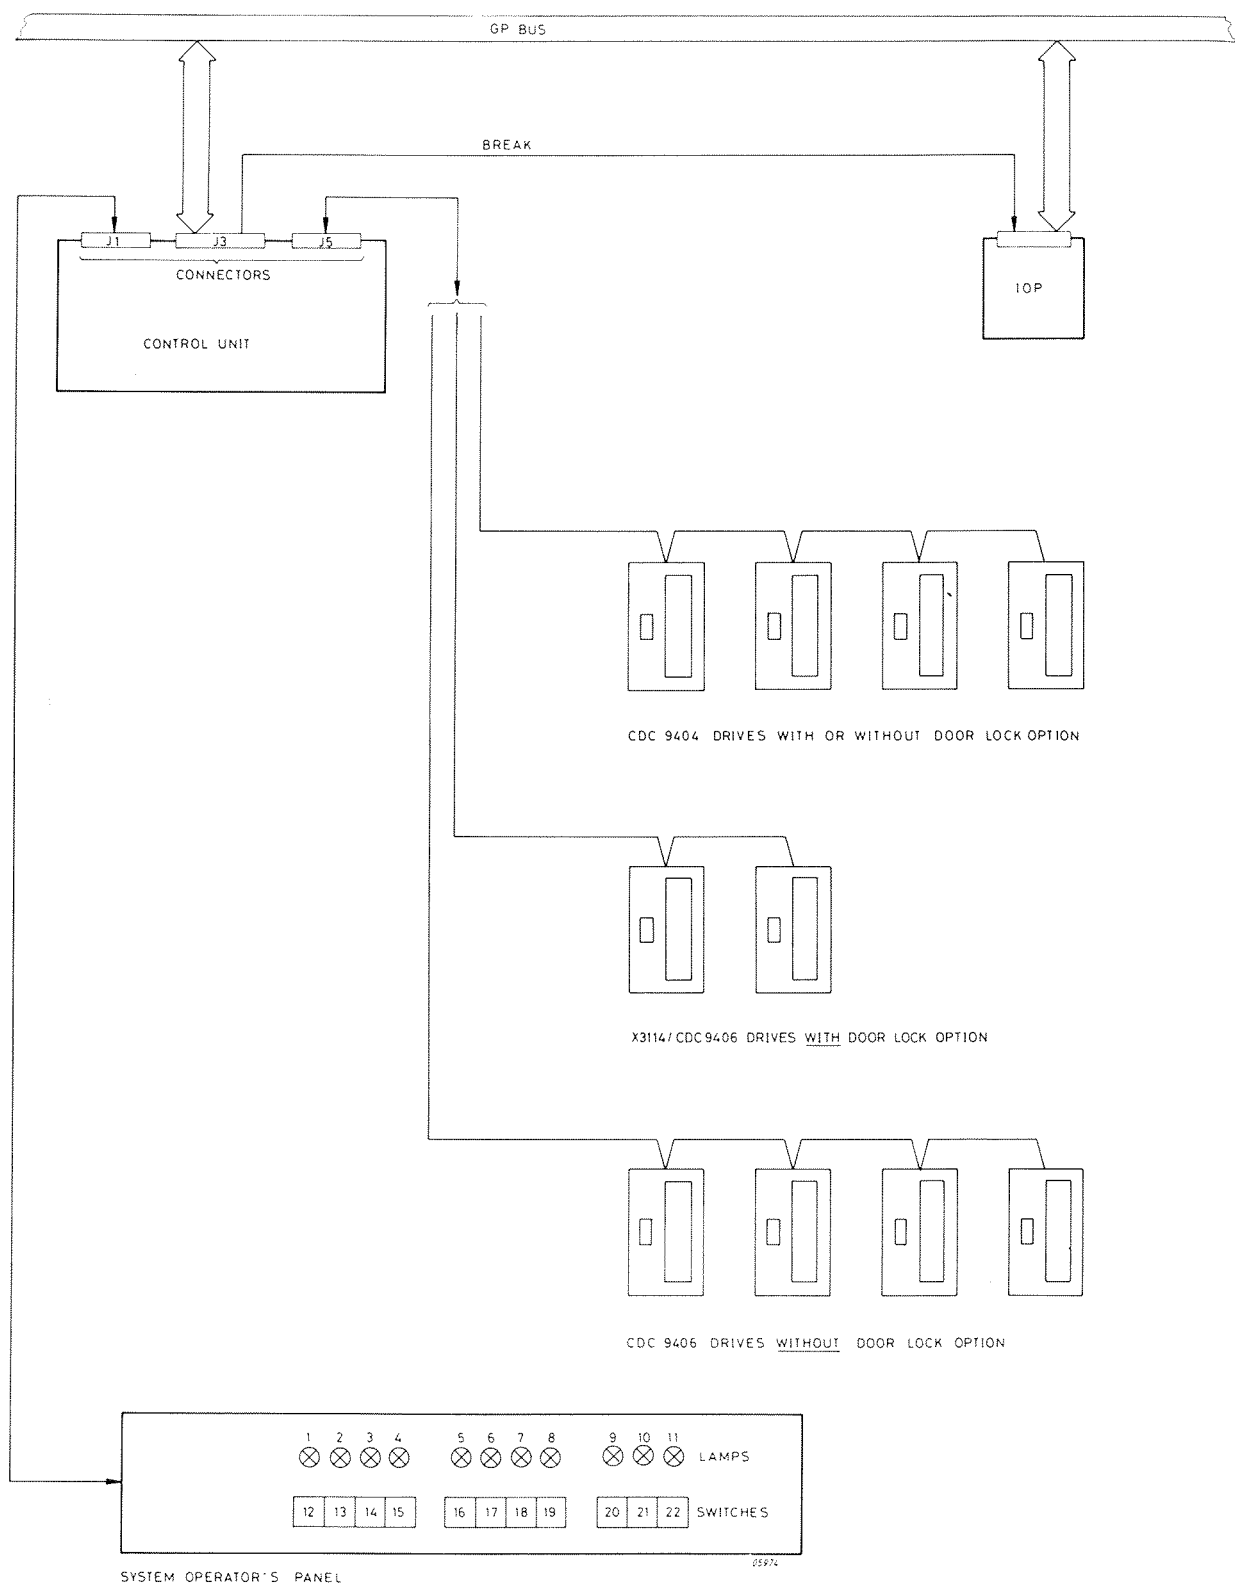 GP BUS
BREAK
J1 J3 J5
CONNECTORS
CONTROL UNIT
IOP
CDC 9404 DRIVES WITH OR WITHOUT DOOR LOCK OPTION
X3114/CDC9406 DRIVES WITH DOOR LOCK OPTION
CDC 9406 DRIVES WITHOUT DOOR LOCK OPTION
1 2 3 4 5 6 7 8 9 10 11
LAMPS
12 13 14 15 16 17 18 19 20 21 22 SWITCHES
05974
SYSTEM OPERATOR'S PANEL